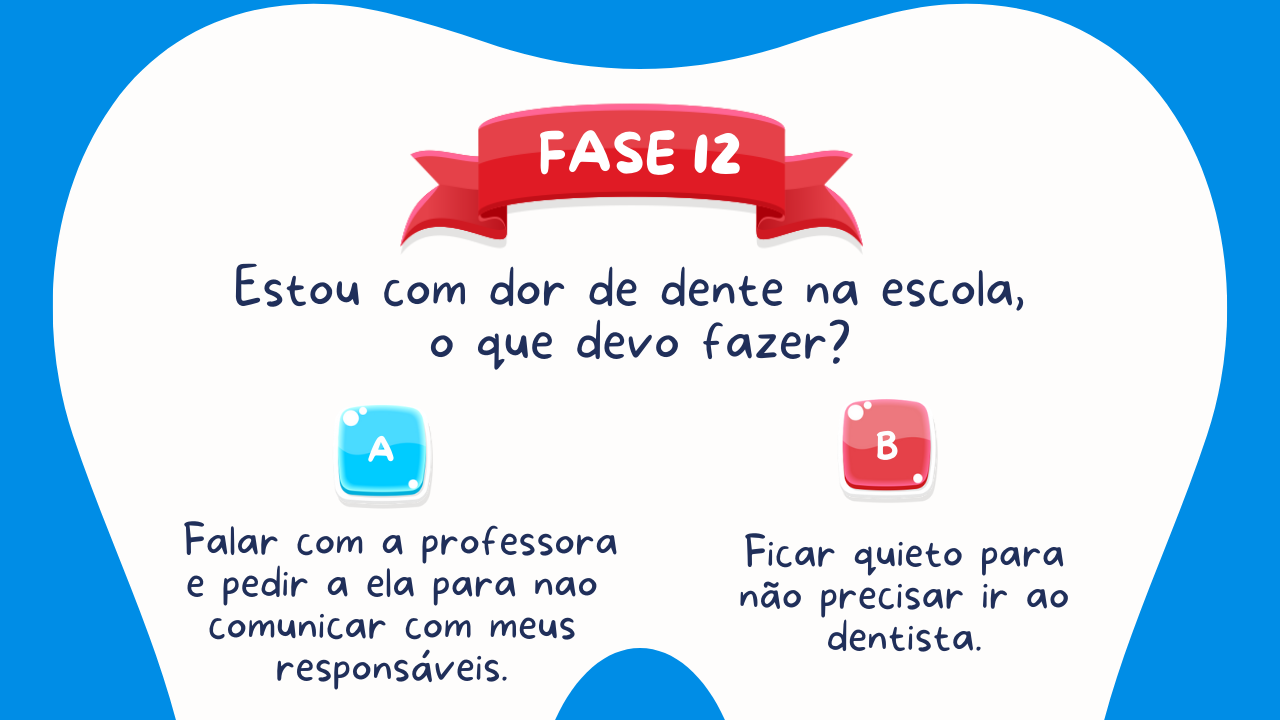 FASE 12
Estou com dor de dente na escola,
o que devo fazer?
A
Falar com a professora
e pedir a ela para nao
comunicar com meus
responsáveis.
B
Ficar quieto para
não precisar ir ao
dentista.